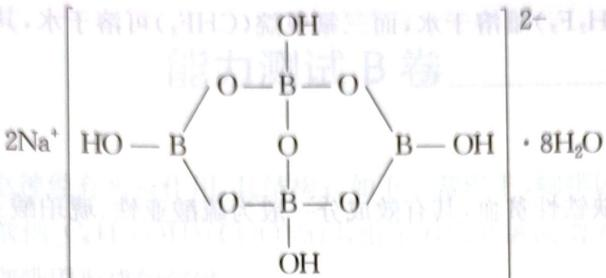 2-
OH
O—B—O
2Na⁺ HO—B O B—OH ·8H₂O
O—B—O
OH